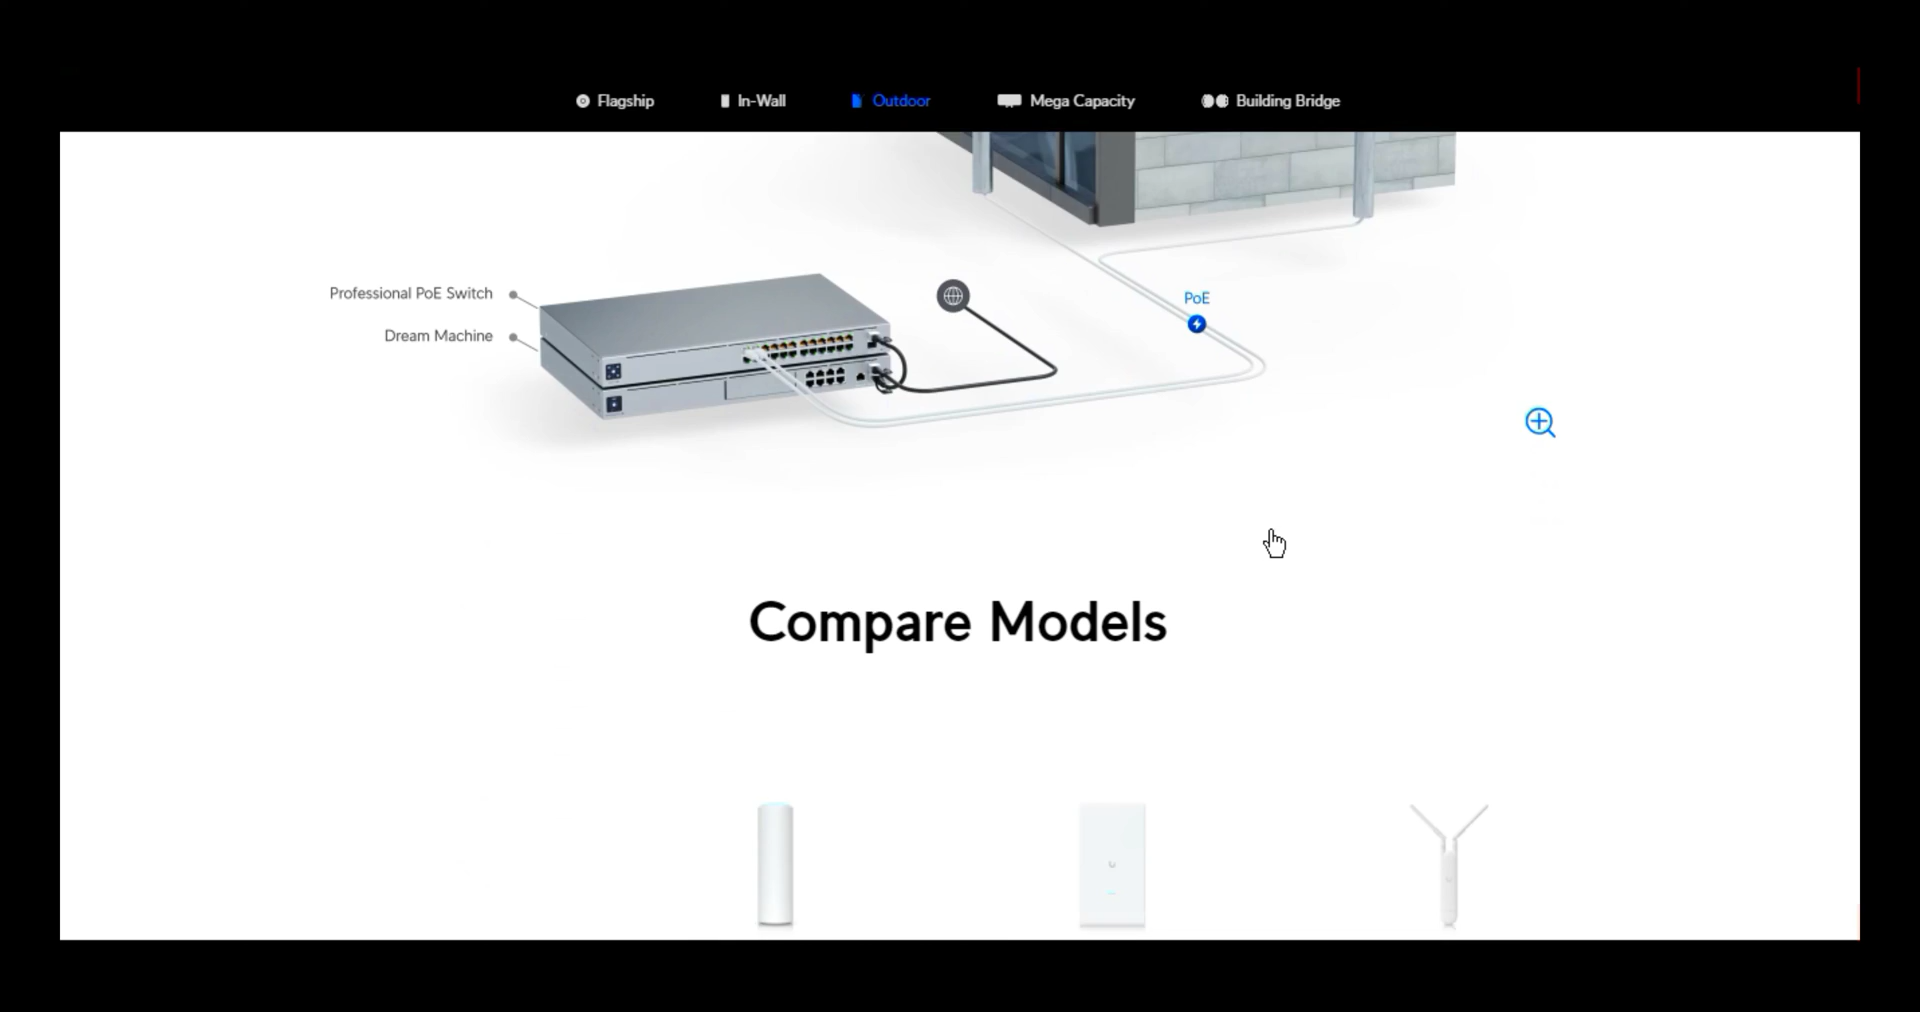 Flagship
In-Wall
Outdoor
Mega Capacity
Building Bridge
Professional PoE Switch
Dream Machine
PoE
Compare Models